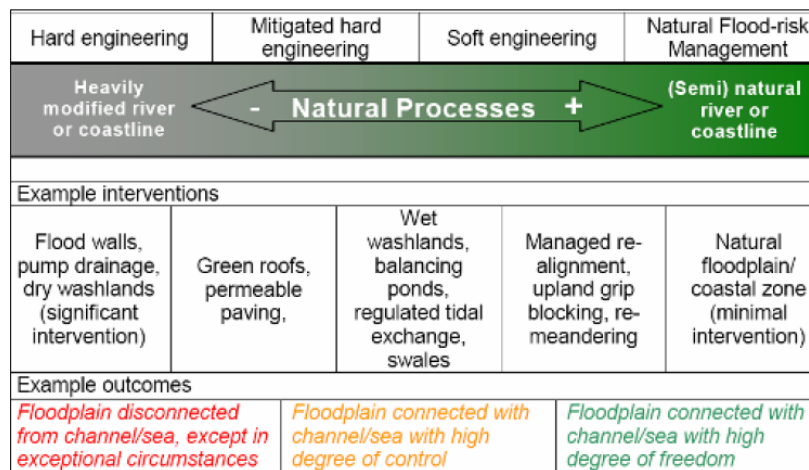 Hard engineering
Mitigated hard
engineering
Soft engineering
Natural Flood-risk
Management
Heavily
modified river
or coastline
- Natural Processes +
(Semi) natural
river or
coastline
Example interventions
Flood walls,
pump drainage,
dry washlands
(significant
intervention)
Green roofs,
permeable
paving,
Wet
washlands,
balancing
ponds,
regulated tidal
exchange,
swales
Managed re-
alignment,
upland grip
blocking, re-
meandering
Natural
floodplain/
coastal zone
(minimal
intervention)
Example outcomes
Floodplain disconnected
from channel/sea, except in
exceptional circumstances
Floodplain connected with
channel/sea with high
degree of control
Floodplain connected with
channel/sea with high
degree of freedom